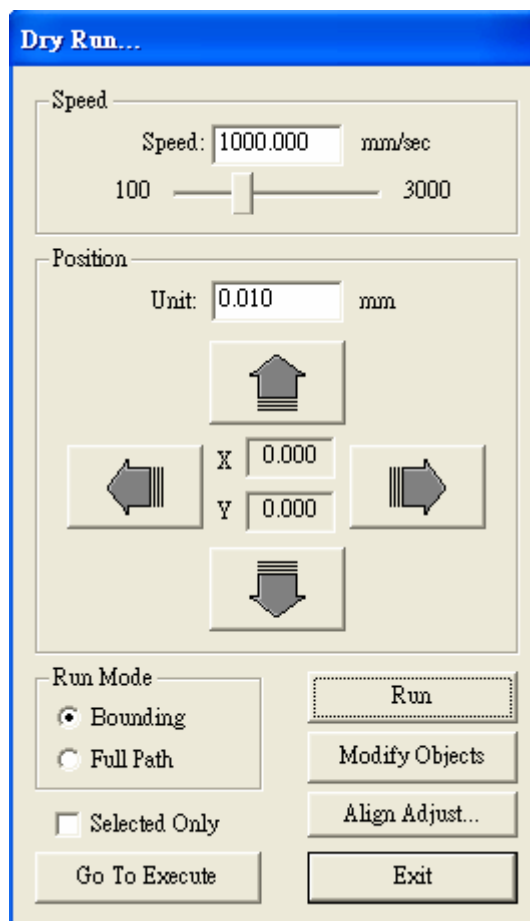 Dry Run...
Speed
Speed: 1000.000 mm/sec
100 3000
Position
Unit: 0.010 mm
X 0.000
Y 0.000
Run Mode
Bounding
Full Path
Selected Only
Go To Execute
Run
Modify Objects
Align Adjust...
Exit